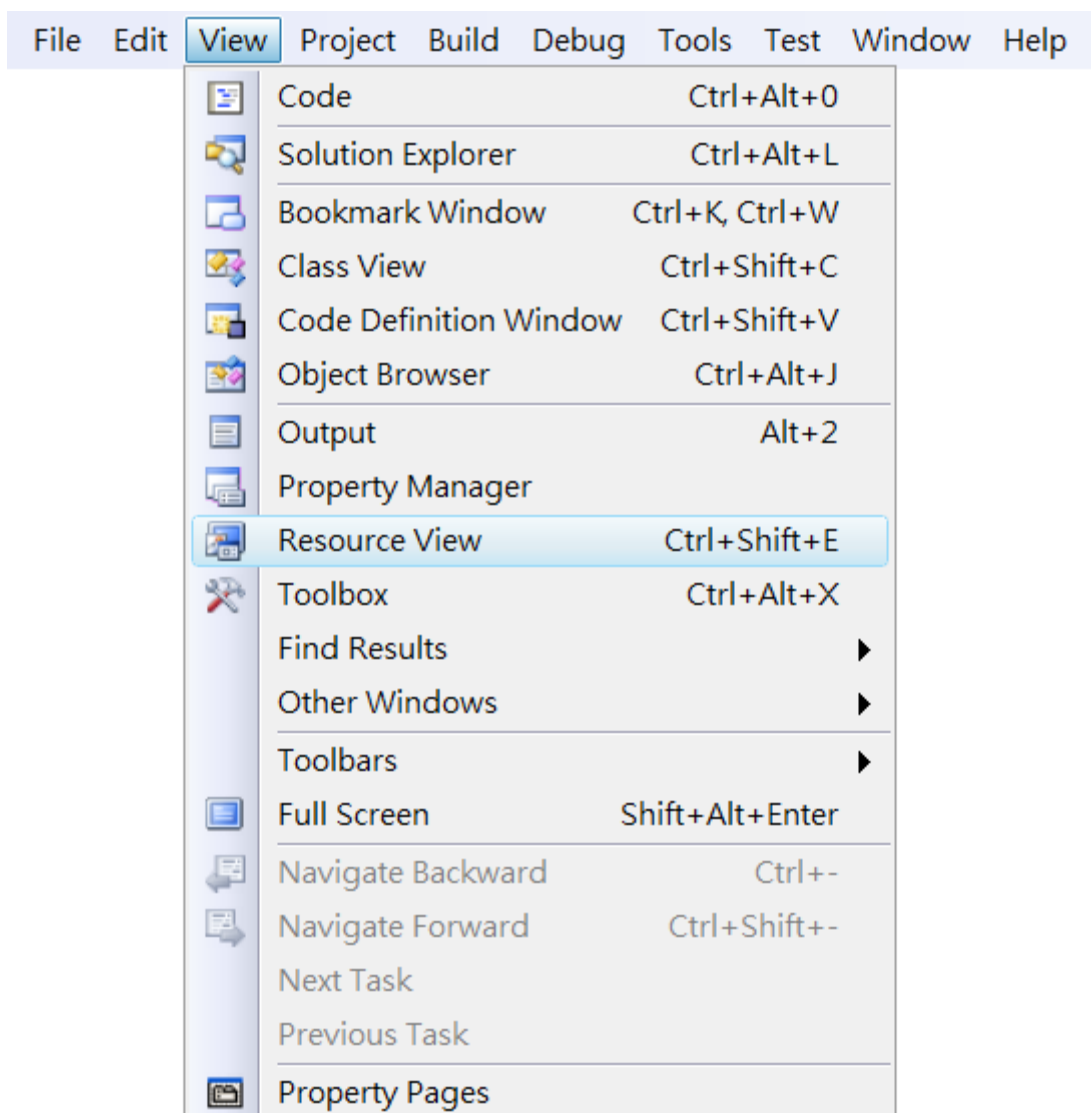 File Edit View Project Build Debug Tools Test Window Help
Code Ctrl+Alt+0
Solution Explorer Ctrl+Alt+L
Bookmark Window Ctrl+K, Ctrl+W
Class View Ctrl+Shift+C
Code Definition Window Ctrl+Shift+V
Object Browser Ctrl+Alt+J
Output Alt+2
Property Manager
Resource View Ctrl+Shift+E
Toolbox Ctrl+Alt+X
Find Results
Other Windows
Toolbars
Full Screen Shift+Alt+Enter
Navigate Backward Ctrl+-
Navigate Forward Ctrl+Shift+-
Next Task
Previous Task
Property Pages